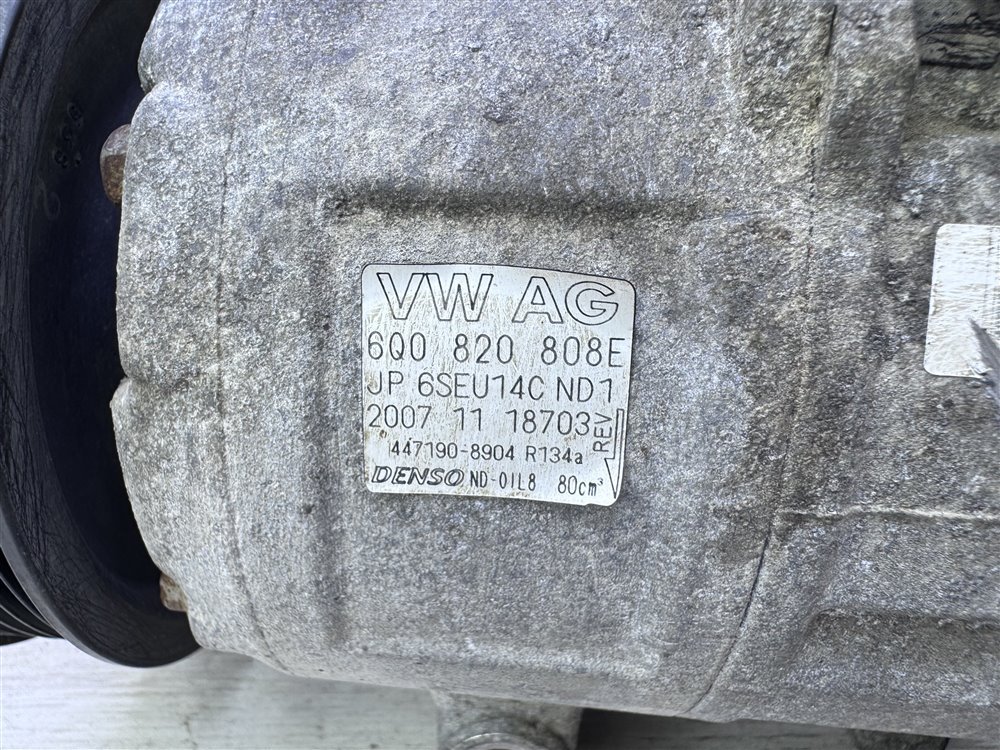 VW AG
6Q0 820 808E
JP 6SEU14C ND1
2007 11 18703
REV
447190-8904 R134a
DENSO ND-OIL8 80cm³